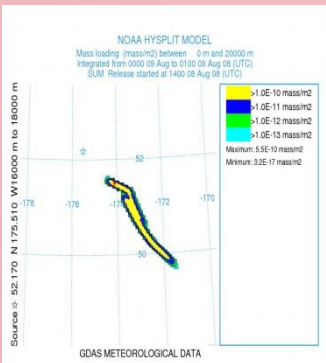 NOAA HYSPLIT MODEL
Mass loading (mass/m2) between 0 m and 20000 m
Integrated from 0000 09 Aug to 0100 09 Aug 08 (UTC)
SUM Release started at 1400 08 Aug 08 (UTC)
Source ☆ 52.170 N 175.510 W 16000 m to 18000 m
>1.0E-10 mass/m2
>1.0E-11 mass/m2
>1.0E-12 mass/m2
>1.0E-13 mass/m2
Maximum: 5.5E-10 mass/m2
Minimum: 3.2E-17 mass/m2
52
-178
-176
-172
-170
50
GDAS METEOROLOGICAL DATA